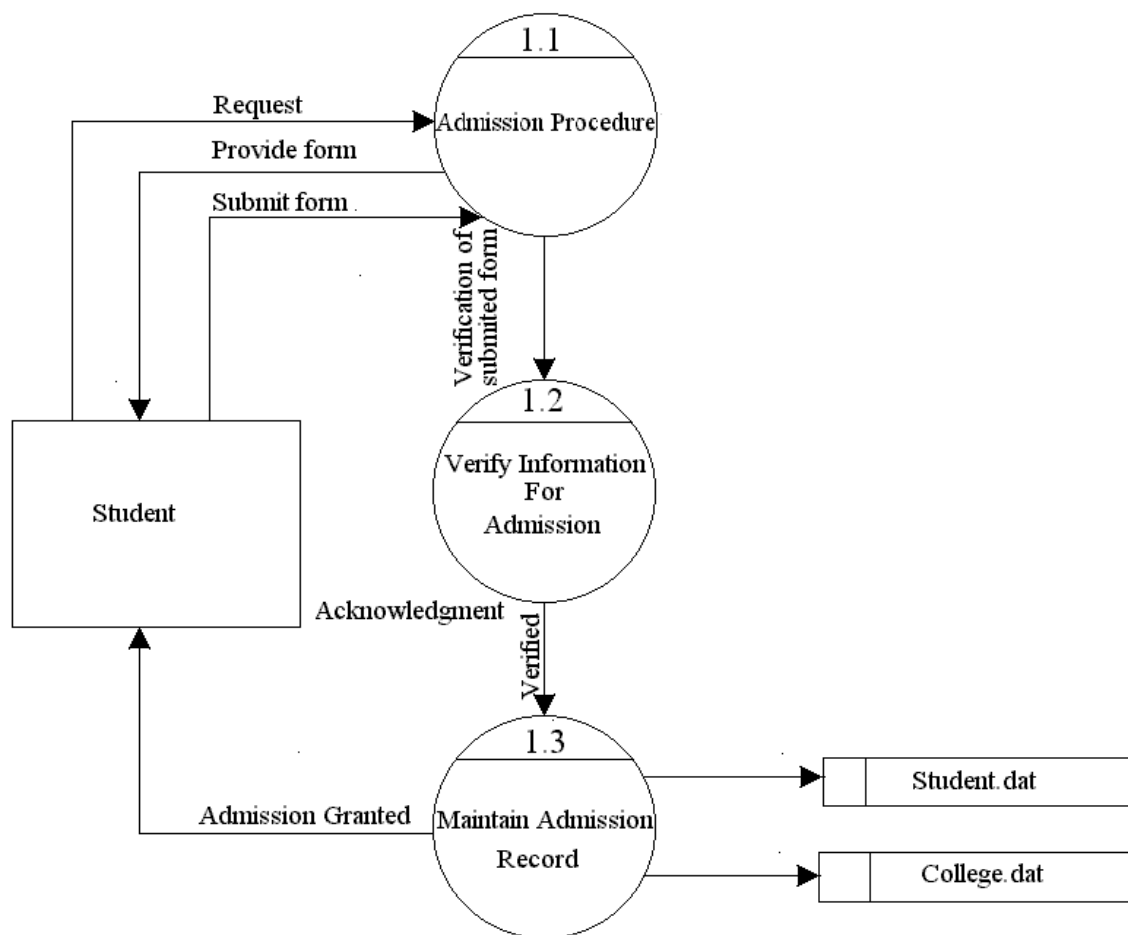 1.1
Admission Procedure
Request
Provide form
Submit form
Verification of
submited form
1.2
Verify Information
For
Admission
Student
Acknowledgment
Verified
1.3
Maintain Admission
Record
Admission Granted
Student.dat
College.dat